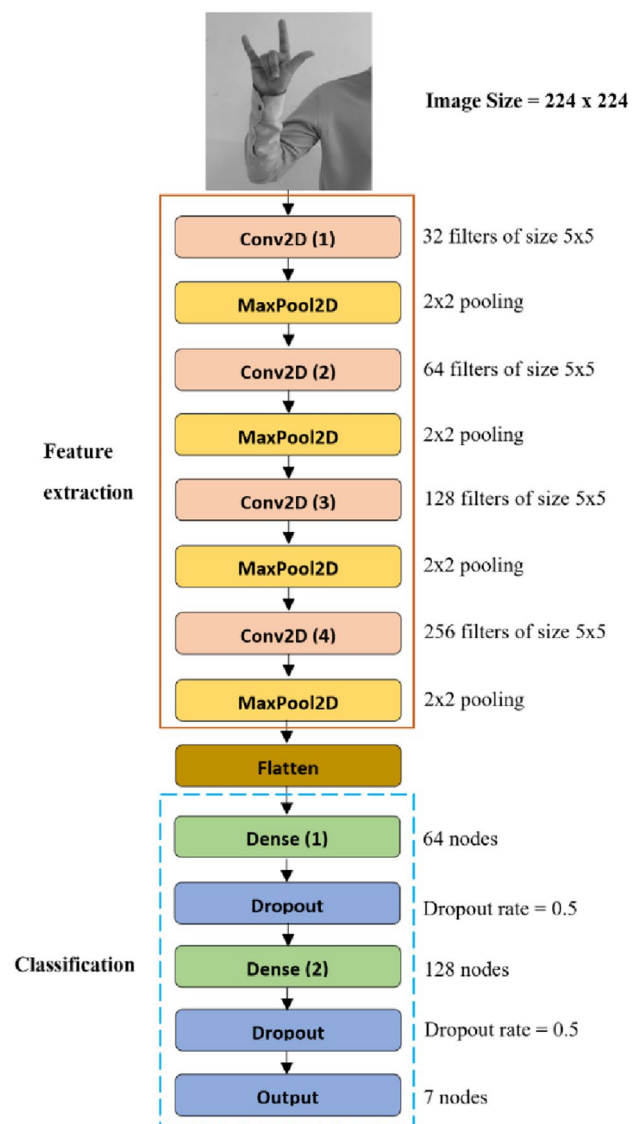 Image Size = 224 x 224
Conv2D (1)
32 filters of size 5x5
MaxPool2D
2x2 pooling
Conv2D (2)
64 filters of size 5x5
MaxPool2D
2x2 pooling
Feature
extraction
Conv2D (3)
128 filters of size 5x5
MaxPool2D
2x2 pooling
Conv2D (4)
256 filters of size 5x5
MaxPool2D
2x2 pooling
Flatten
Dense (1)
64 nodes
Dropout
Dropout rate = 0.5
Classification
Dense (2)
128 nodes
Dropout
Dropout rate = 0.5
Output
7 nodes